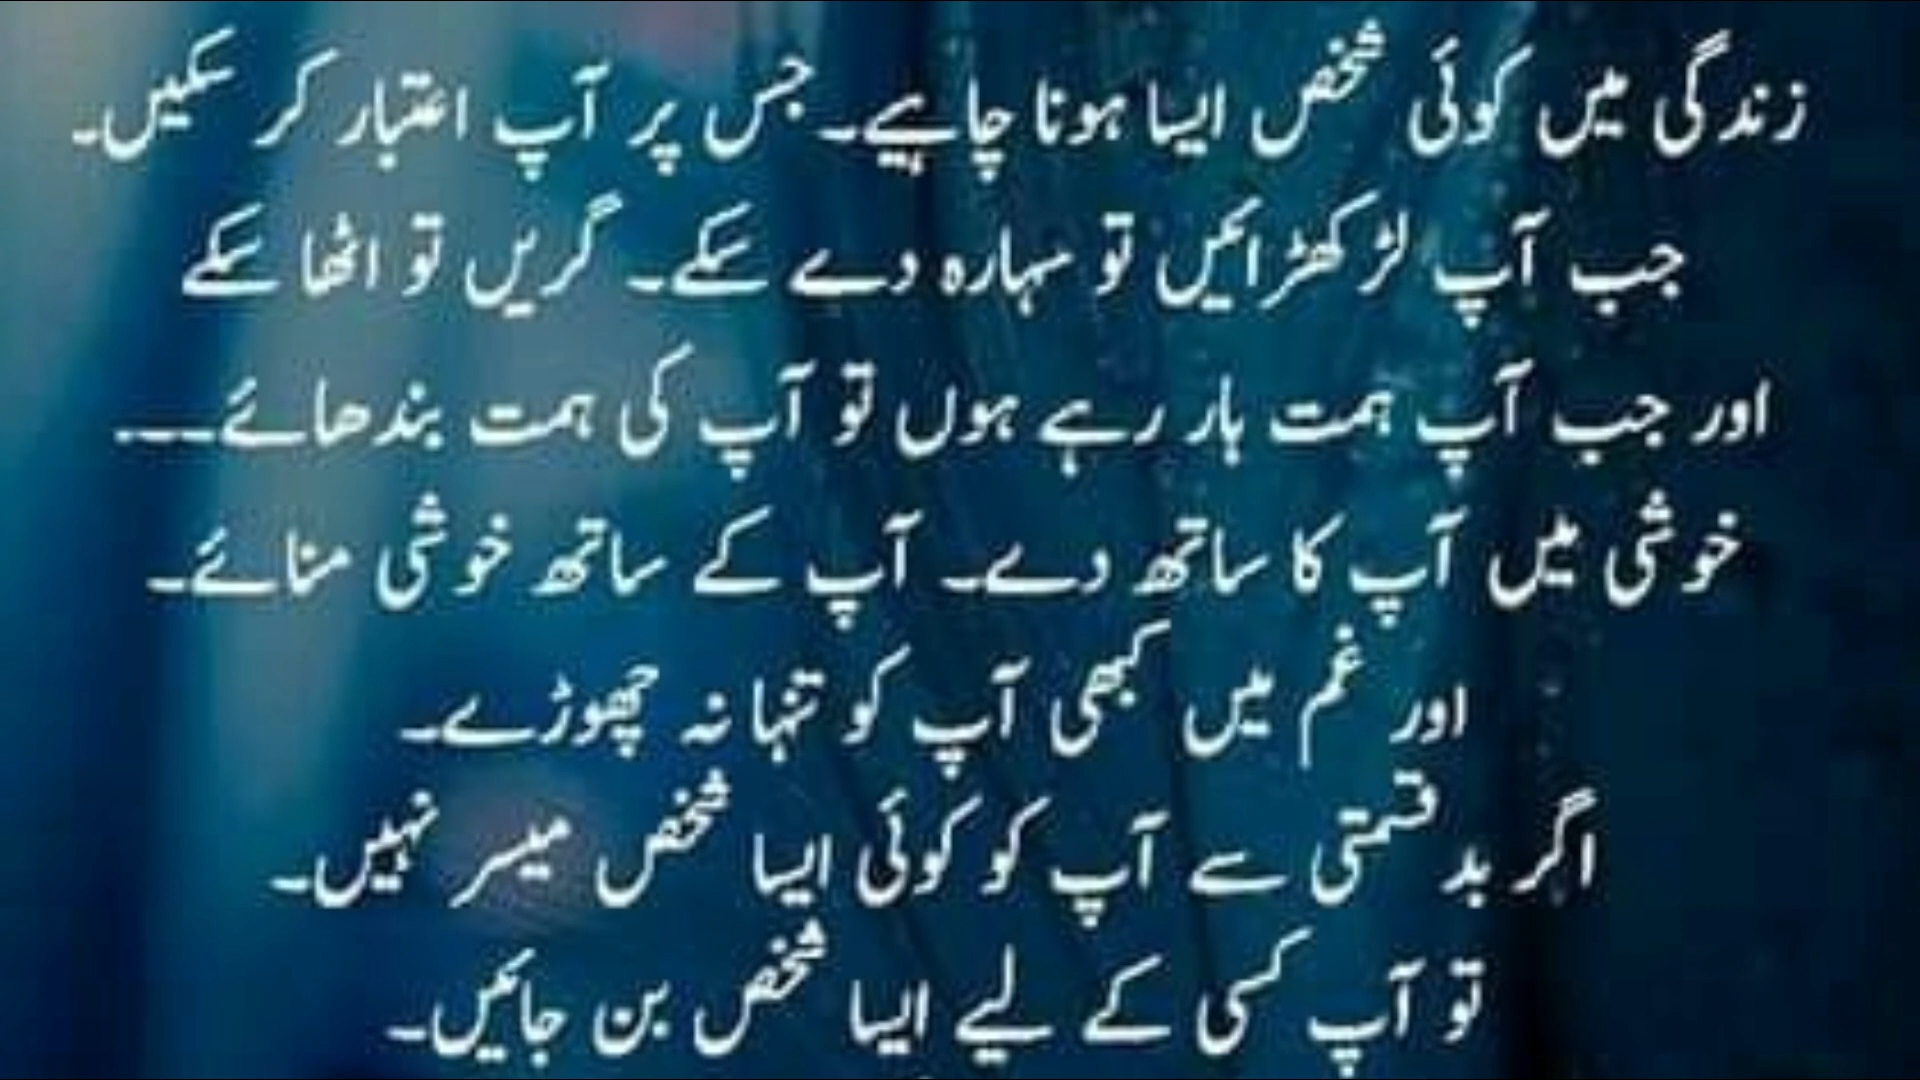 زندگی میں کوئی شخص ایسا ہونا چاہیے۔ جس پر آپ اعتبار کر سکیں۔
جب آپ لڑکھڑائیں تو سہارہ دے سکے۔ گریں تو اٹھا سکے
اور جب آپ ہمت ہار رہے ہوں تو آپ کی ہمت بندھائے۔۔۔
خوشی میں آپ کا ساتھ دے۔ آپ کے ساتھ خوشی منائے۔
اور غم میں کبھی آپ کو تنہا نہ چھوڑے۔
اگر بدقسمتی سے آپ کو کوئی ایسا شخص میسر نہیں۔
تو آپ کسی کے لیے ایسا شخص بن جائیں۔